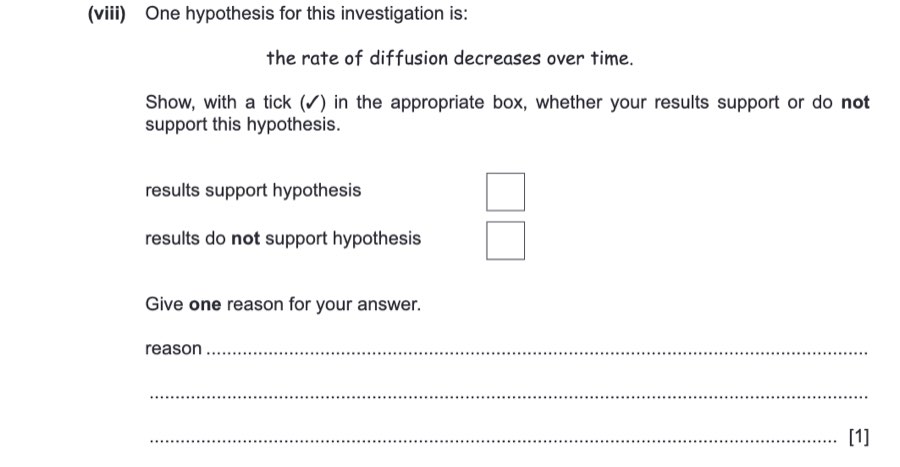 (viii) One hypothesis for this investigation is:
the rate of diffusion decreases over time.
Show, with a tick (✓) in the appropriate box, whether your results support or do not
support this hypothesis.
results support hypothesis
results do not support hypothesis
Give one reason for your answer.
reason ....................................................................................................
....................................................................................................
.................................................................................................... [1]